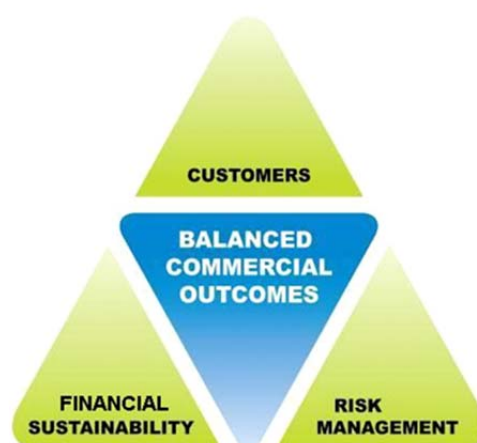 CUSTOMERS
BALANCED
COMMERCIAL
OUTCOMES
FINANCIAL
SUSTAINABILITY
RISK
MANAGEMENT